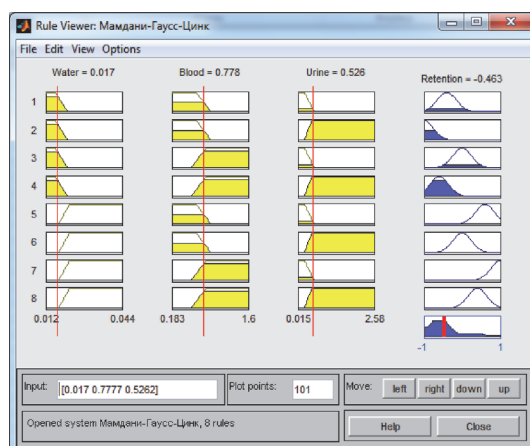 Rule Viewer: Мамдани-Гаусс-Цинк
File Edit View Options
Water = 0.017 Blood = 0.778 Urine = 0.526 Retention = -0.463
1
2
3
4
5
6
7
8
0.012 0.044 0.183 1.6 0.015 2.58
-1 1
Input: [[0.017 0.7777 0.5262] Plot points: 101 Move: left right down up
Opened system Мамдани-Гаусс-Цинк, 8 rules Help Close